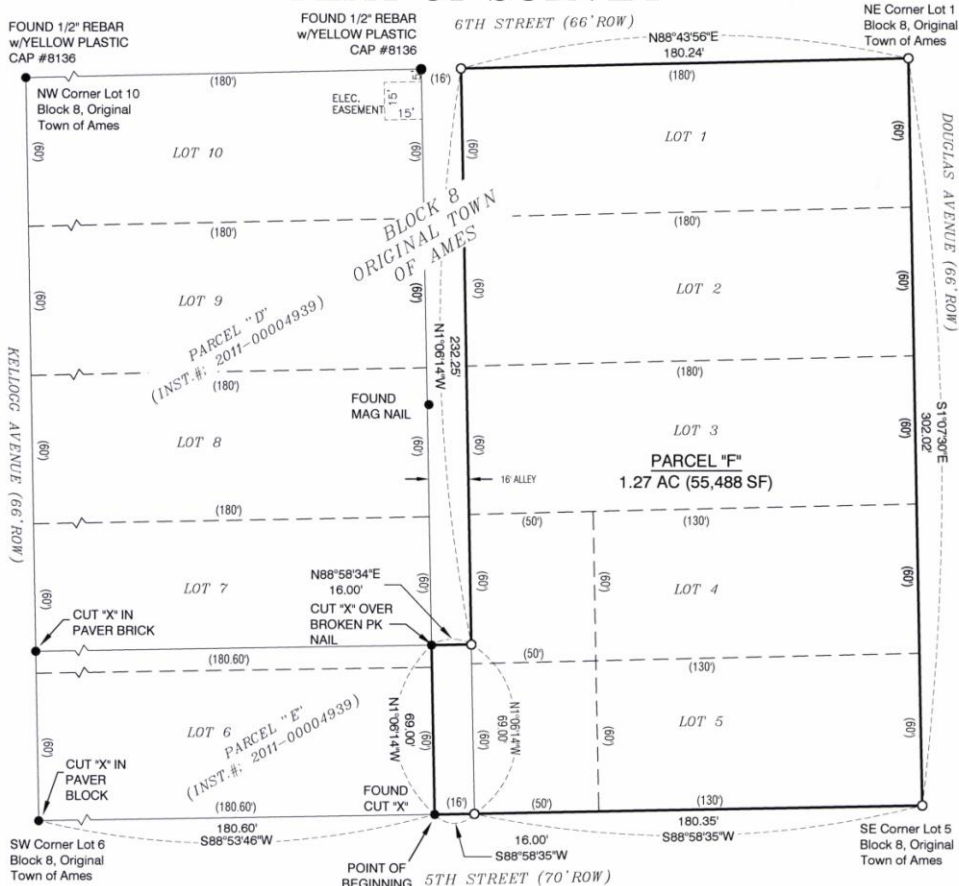 6TH STREET (66'ROW)
FOUND 1/2" REBAR
w/YELLOW PLASTIC
CAP #8136
FOUND 1/2" REBAR
w/YELLOW PLASTIC
CAP #8136
NE Corner Lot 1
Block 8, Original
Town of Ames
N88°43'56"E
180.24'
(180')
(16')
(180')
5'
NW Corner Lot 10
Block 8, Original
Town of Ames
ELEC.
EASEMENT
15'
15'
(60')
LOT 10
(60')
(60')
LOT 1
(60')
DOUGLAS AVENUE (66'ROW)
(180')
BLOCK 8
ORIGINAL TOWN
OF AMES
(180')
(60')
LOT 9
(60')
(60')
LOT 2
(60')
PARCEL "D"
(INST.#: 2011-00004939)
232.25'
N1°06'14"W
(180')
(180')
KELLOGG AVENUE (66'ROW)
FOUND
MAG NAIL
(60')
LOT 8
(60')
LOT 3
(60')
S1°07'30"E
302.02'
PARCEL "F"
1.27 AC (55,488 SF)
16' ALLEY
(180')
(50')
(130')
(60')
LOT 7
(60')
(60')
(60')
LOT 4
(60')
N88°58'34"E
16.00'
CUT "X" IN
PAVER BRICK
CUT "X" OVER
BROKEN PK
NAIL
(180.60')
(50')
(130')
(60')
LOT 6
PARCEL "E"
(INST.#: 2011-00004939)
N1°06'14"W
69.00'
(60')
(60')
N1°06'14"W
69.00'
(60')
LOT 5
(60')
CUT "X" IN
PAVER
BLOCK
FOUND
CUT "X"
(180.60')
(16')
(50')
(130')
180.60'
S88°53'46"W
16.00'
S88°58'35"W
180.35'
S88°58'35"W
SW Corner Lot 6
Block 8, Original
Town of Ames
POINT OF
BEGINNING
5TH STREET (70'ROW)
SE Corner Lot 5
Block 8, Original
Town of Ames